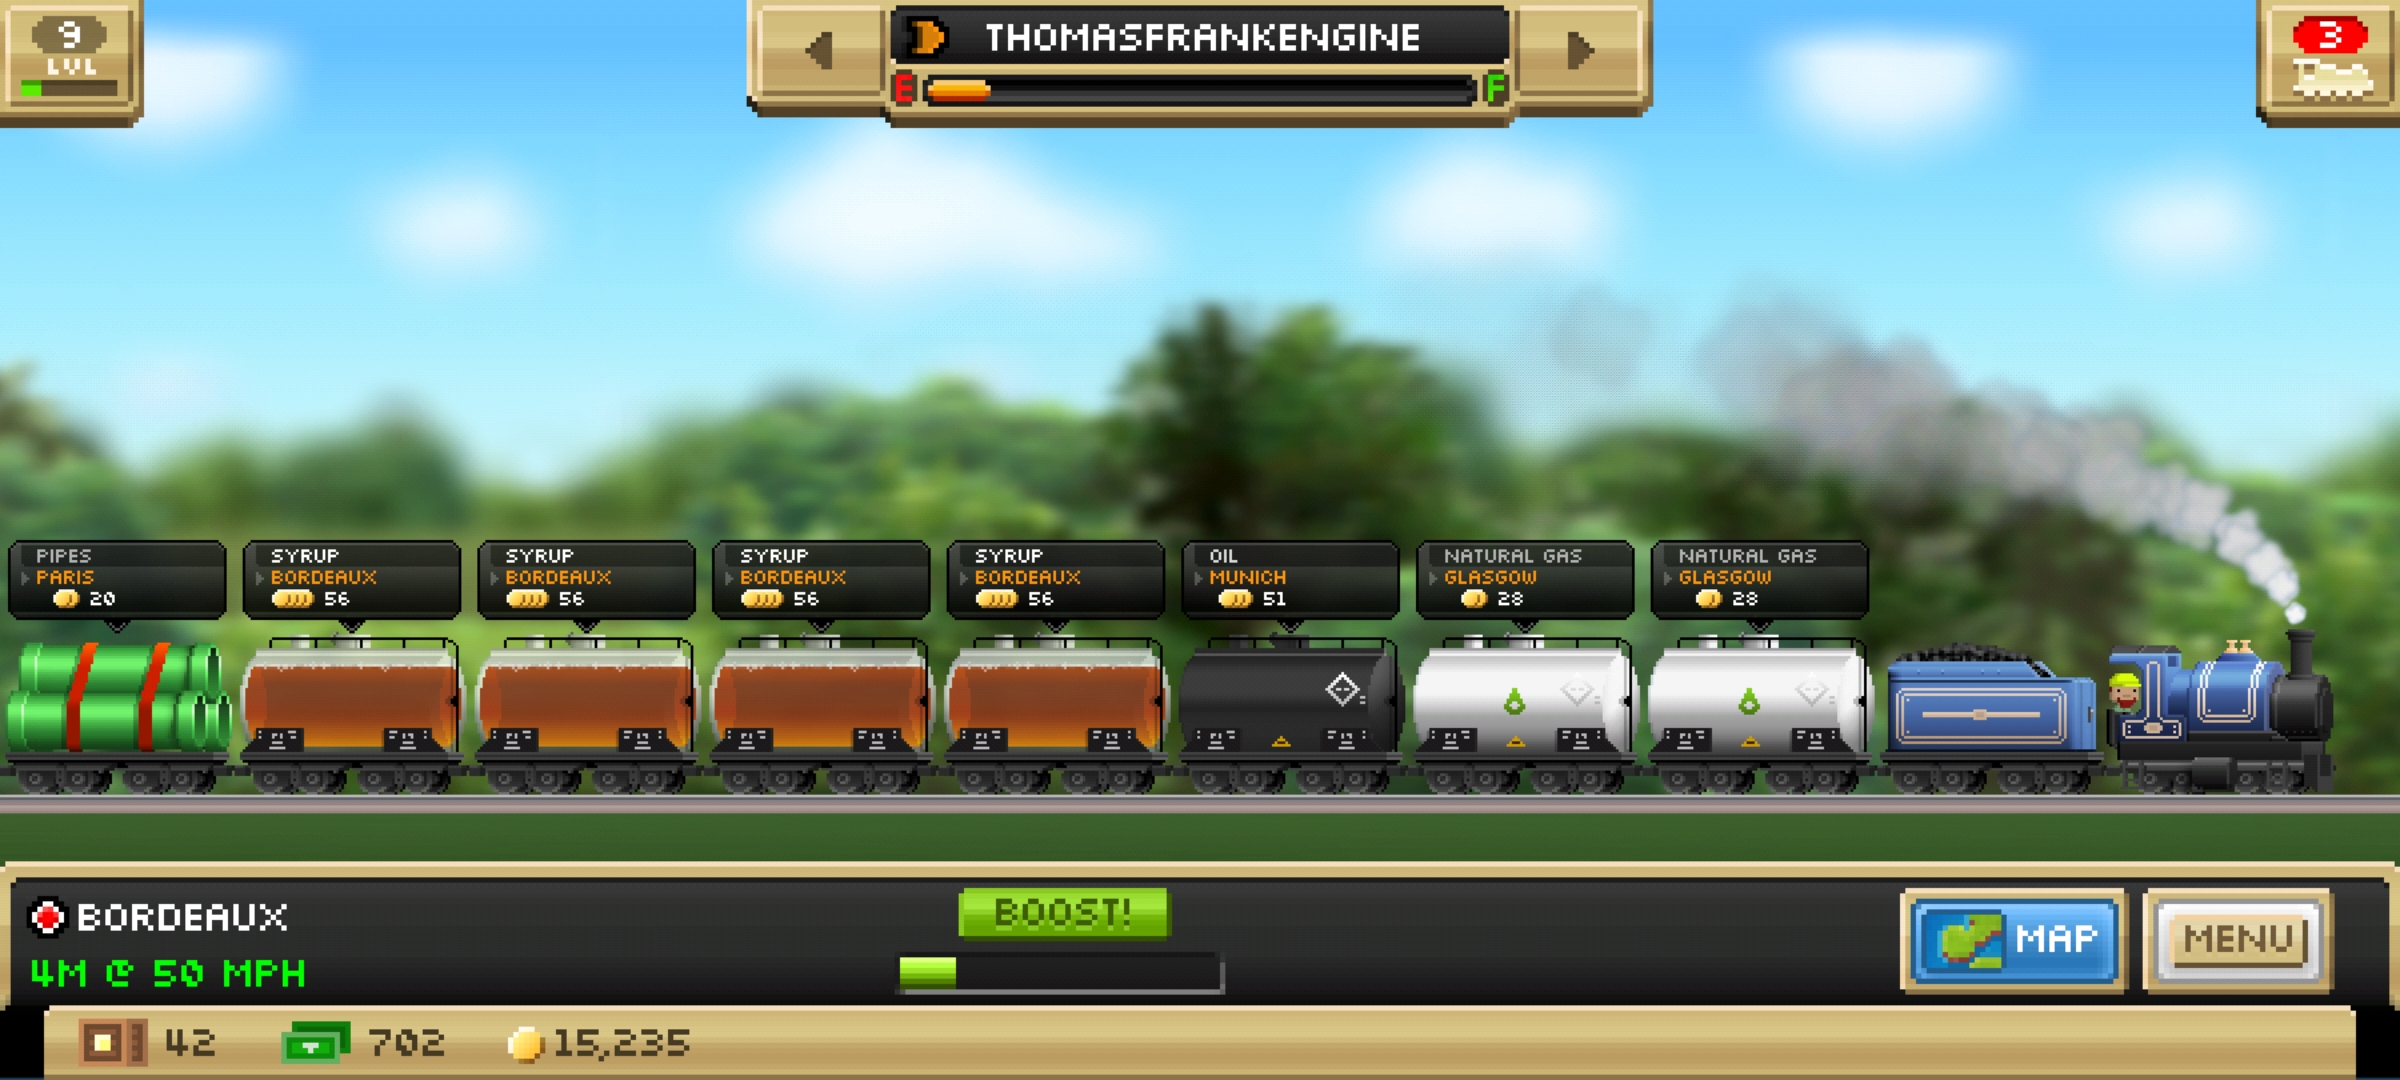 9
LVL
THOMASFRANKENGINE
E F
3
PIPES
PARIS
20
SYRUP
BORDEAUX
56
SYRUP
BORDEAUX
56
SYRUP
BORDEAUX
56
SYRUP
BORDEAUX
56
OIL
MUNICH
51
NATURAL GAS
GLASGOW
28
NATURAL GAS
GLASGOW
28
BORDEAUX
4M @ 50 MPH
BOOST!
MAP
MENU
42 702 15,235